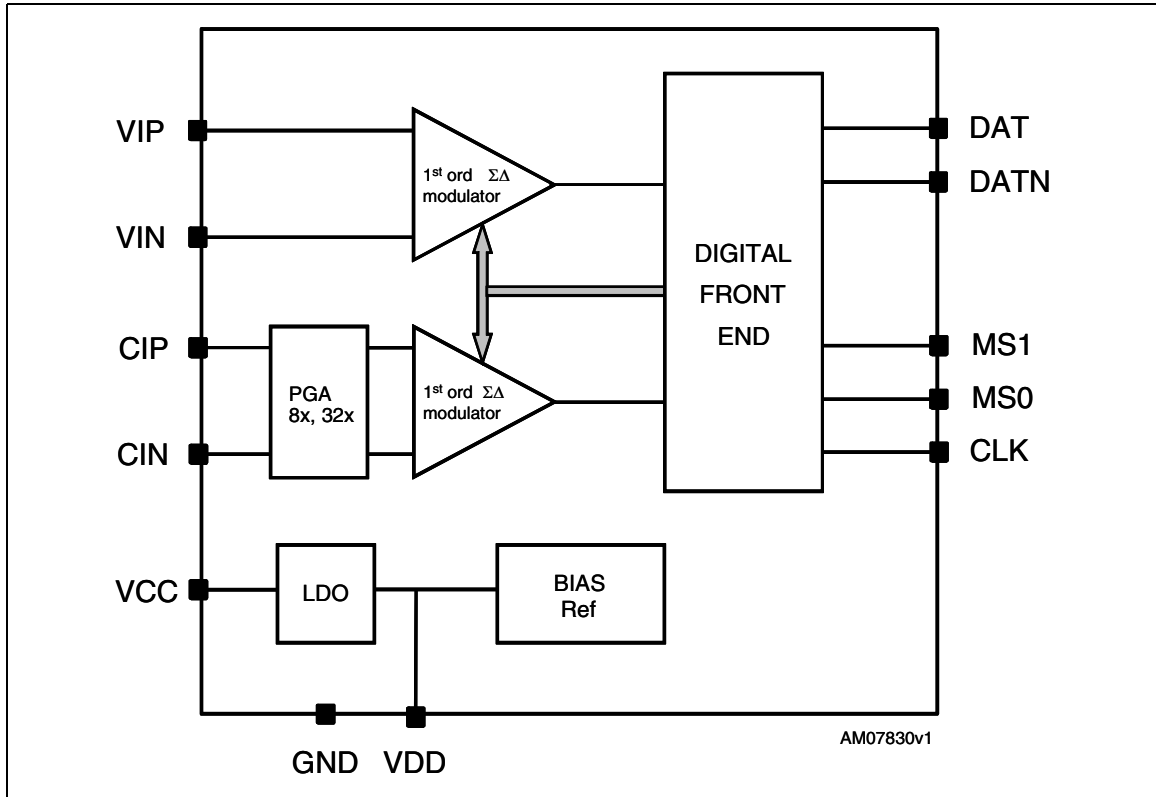 VIP
VIN
CIP
CIN
VCC
1st ord ΣΔ
modulator
PGA
8x, 32x
1st ord ΣΔ
modulator
LDO
BIAS
Ref
DIGITAL
FRONT
END
DAT
DATN
MS1
MS0
CLK
GND
VDD
AM07830v1